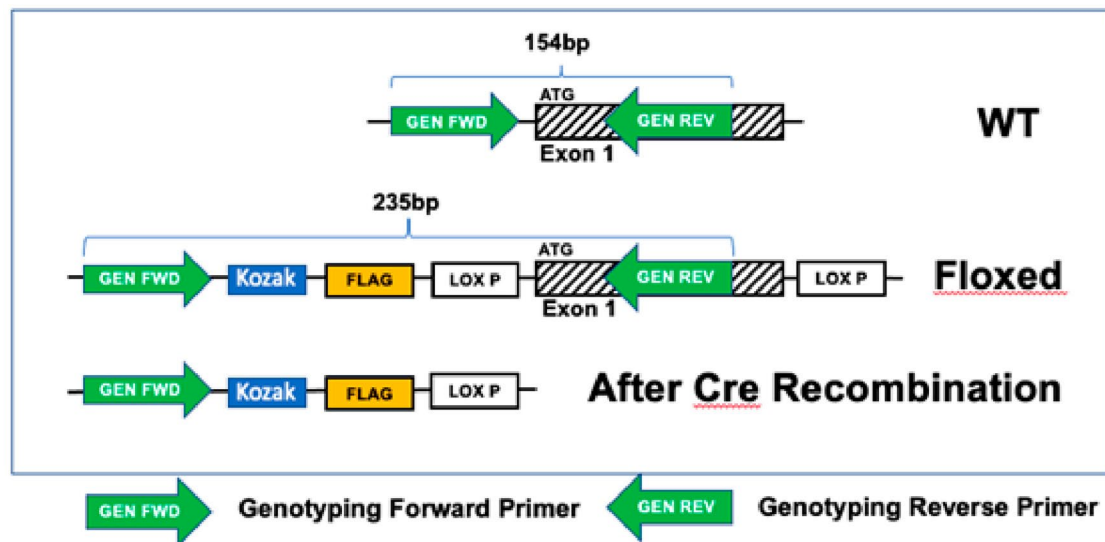 154bp
ATG
GEN FWD GEN REV WT
Exon 1
235bp
ATG
GEN FWD Kozak FLAG LOX P GEN REV LOX P Floxed
Exon 1
GEN FWD Kozak FLAG LOX P After Cre Recombination
GEN FWD Genotyping Forward Primer GEN REV Genotyping Reverse Primer